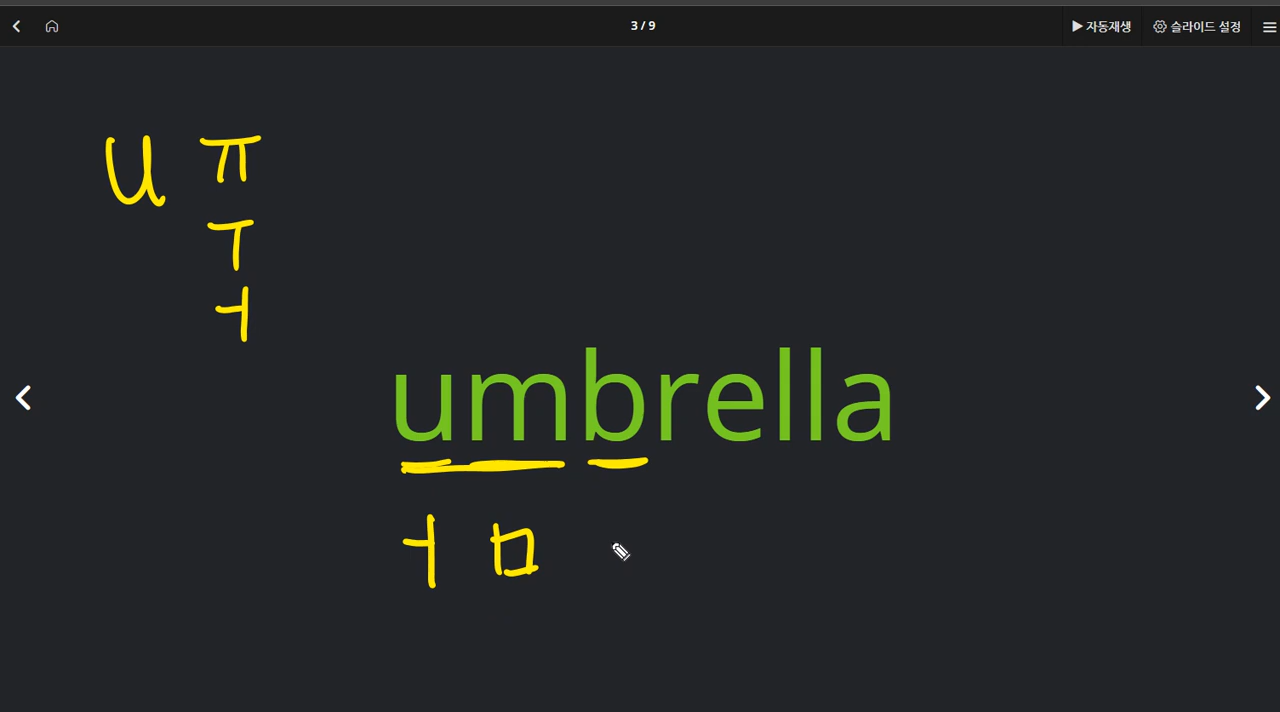 3 / 9
▶ 자동재생
슬라이드 설정
u ㅠ
ㅜ
ㅓ
umbrella
ㅓ ㅁ